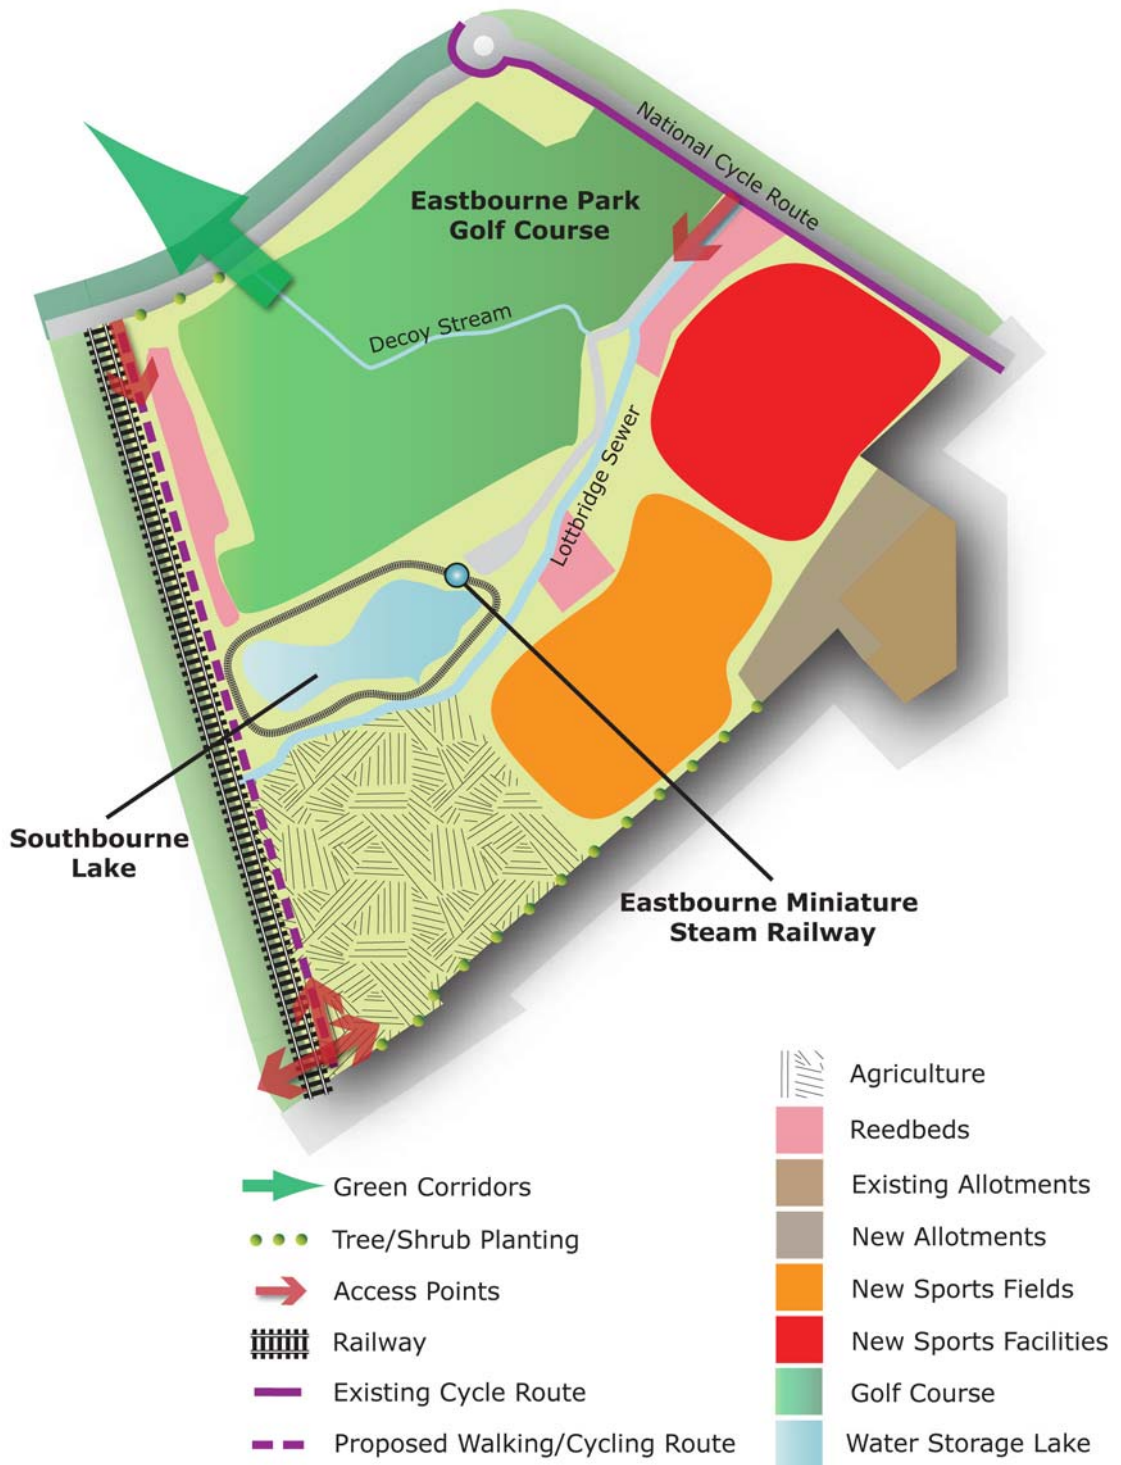 National Cycle Route
Eastbourne Park
Golf Course
Decoy Stream
Lottbridge Sewer
Southbourne
Lake
Eastbourne Miniature
Steam Railway
Green Corridors
Tree/Shrub Planting
Access Points
Railway
Existing Cycle Route
Proposed Walking/Cycling Route
Agriculture
Reedbeds
Existing Allotments
New Allotments
New Sports Fields
New Sports Facilities
Golf Course
Water Storage Lake